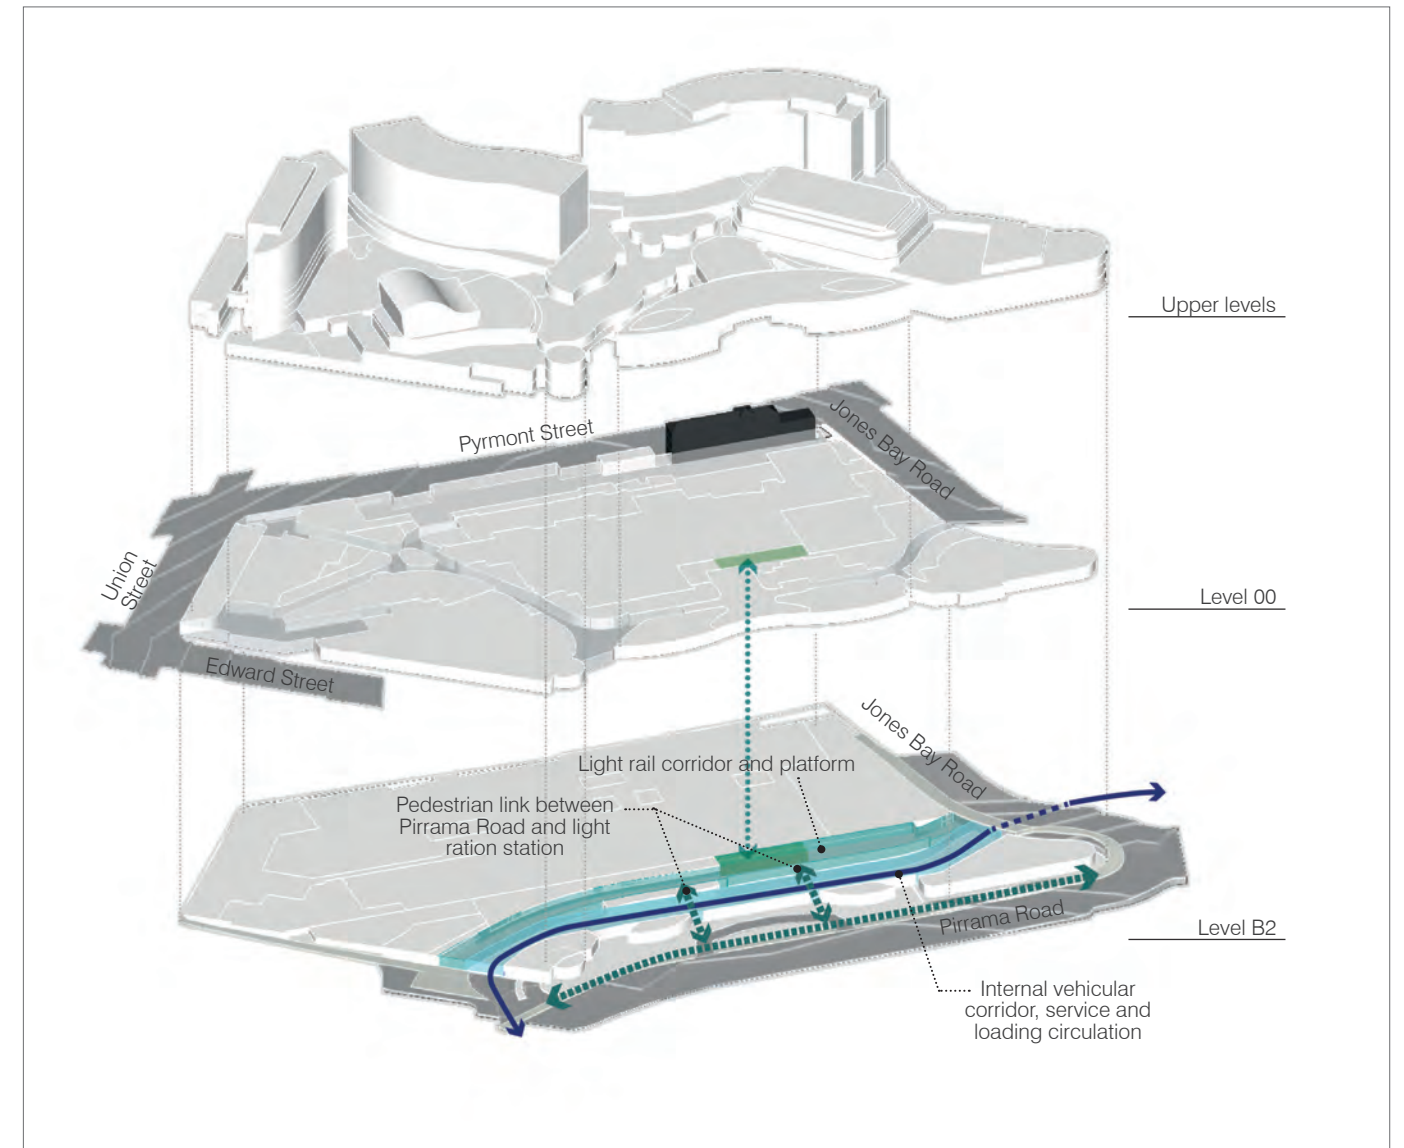 Upper levels
Pyrmont Street
Jones Bay Road
Union
Street
Level 00
Edward Street
Jones Bay Road
Light rail corridor and platform
Pedestrian link between
Pirrama Road and light
ration station
Pirrama Road
Level B2
Internal vehicular
corridor, service and
loading circulation